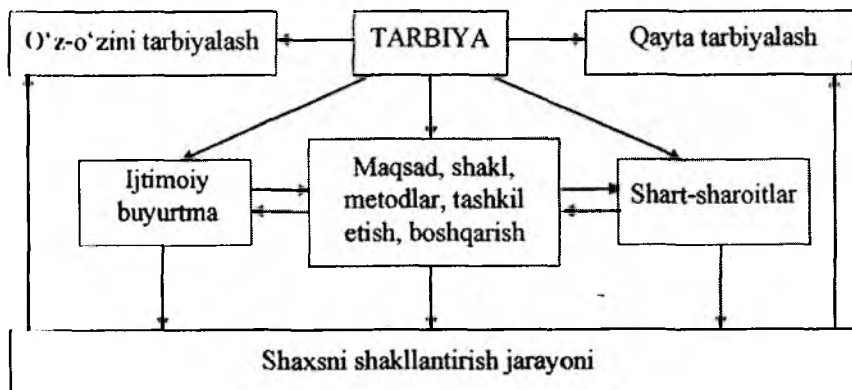 O‘z-o‘zini tarbiyalash
TARBIYA
Qayta tarbiyalash
Ijtimoiy
buyurtma
Maqsad, shakl,
metodlar, tashkil
etish, boshqarish
Shart-sharoitlar
Shaxsni shakllantirish jarayoni